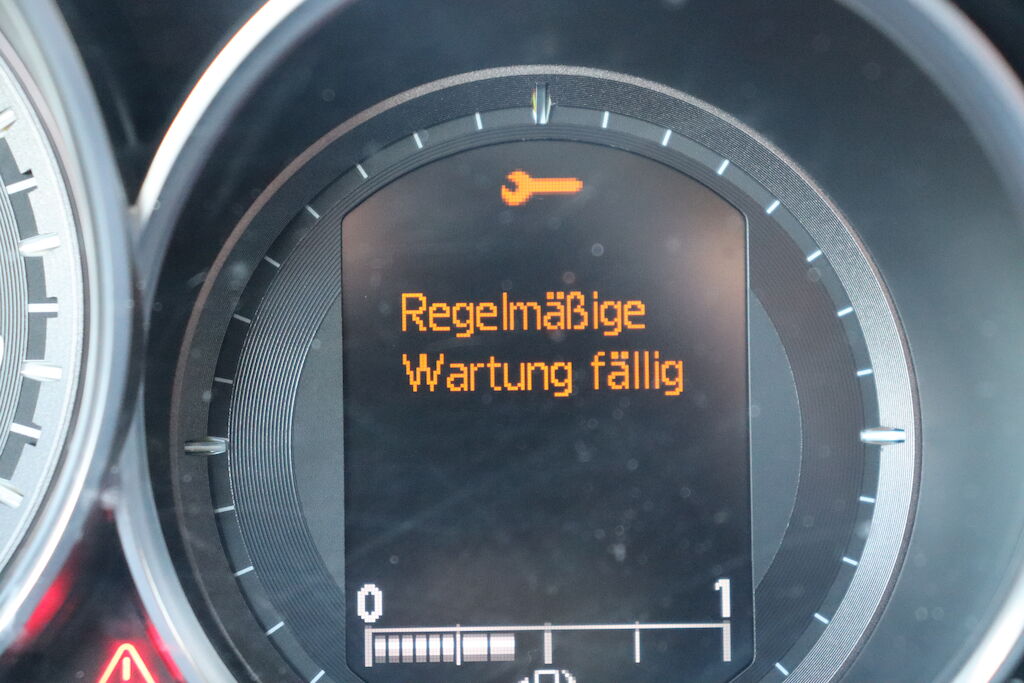 Regelmäßige
Wartung fällig
0 1